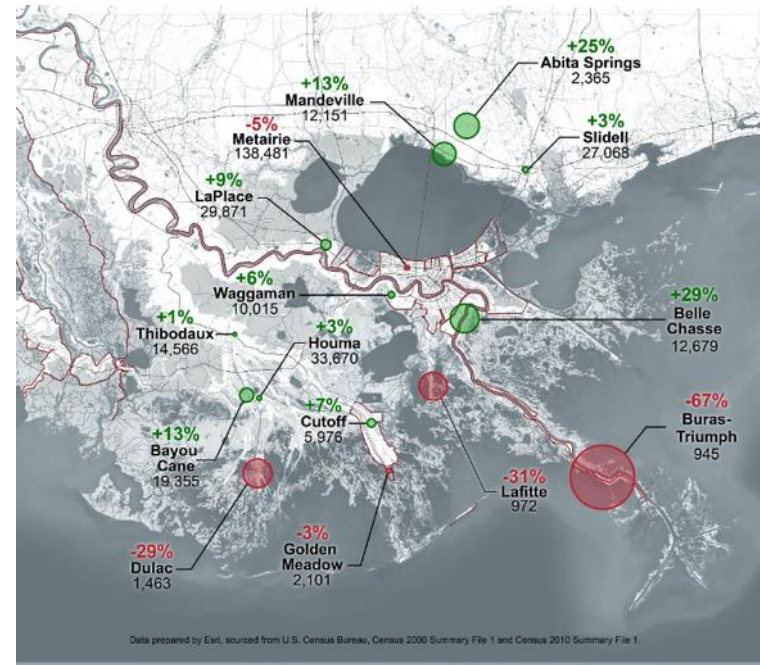 +25%
Abita Springs
2,365
+13%
Mandeville
12,151
+3%
Slidell
27,068
-5%
Metairie
138,481
+9%
LaPlace
29,871
+6%
Waggaman
10,015
+29%
Belle
Chasse
12,679
+1%
Thibodaux
14,566
+3%
Houma
33,670
+7%
Cutoff
5,976
-67%
Buras-
Triumph
945
+13%
Bayou
Cane
19,355
-31%
Lafitte
972
-3%
Golden
Meadow
2,101
-29%
Dulac
1,463
Data prepared by Esri, sourced from U.S. Census Bureau, Census 2000 Summary File 1 and Census 2010 Summary File 1.